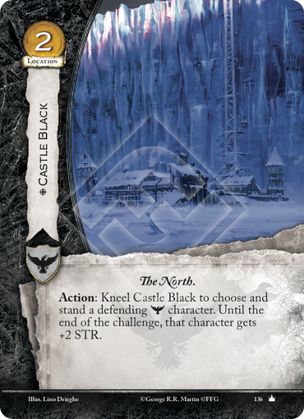 2
LOCATION
CASTLE BLACK
The North.
Action: Kneel Castle Black to choose and
stand a defending character. Until the
end of the challenge, that character gets
+2 STR.
Illus. Lino Drieghe ©George R.R. Martin ©FFG 136